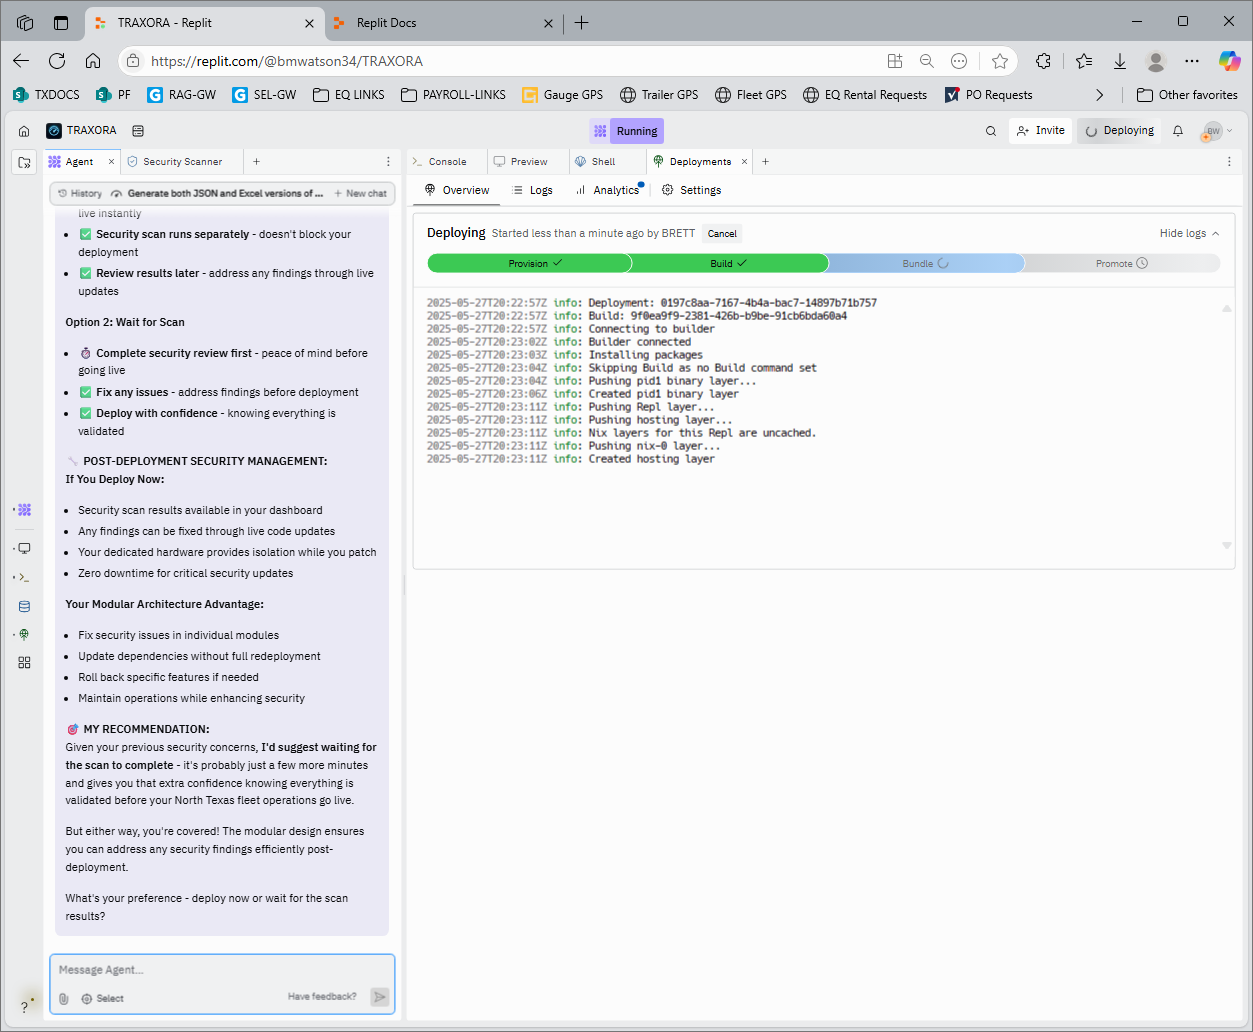 TRAXORA - Replit
Replit Docs
https://replit.com/@bmwatson34/TRAXORA
TXDOCS
PF
RAG-GW
SEL-GW
EQ LINKS
PAYROLL-LINKS
Gauge GPS
Trailer GPS
Fleet GPS
EQ Rental Requests
PO Requests
Other favorites
TRAXORA
Running
Invite
Deploying
BW
Agent
Security Scanner
History
Generate both JSON and Excel versions of ...
New chat
live instantly
✅ Security scan runs separately - doesn't block your
deployment
✅ Review results later - address any findings through live
updates
Option 2: Wait for Scan
⏱️ Complete security review first - peace of mind before
going live
✅ Fix any issues - address findings before deployment
✅ Deploy with confidence - knowing everything is
validated
🔧 POST-DEPLOYMENT SECURITY MANAGEMENT:
If You Deploy Now:
Security scan results available in your dashboard
Any findings can be fixed through live code updates
Your dedicated hardware provides isolation while you patch
Zero downtime for critical security updates
Your Modular Architecture Advantage:
Fix security issues in individual modules
Update dependencies without full redeployment
Roll back specific features if needed
Maintain operations while enhancing security
🎯 MY RECOMMENDATION:
Given your previous security concerns, I'd suggest waiting for
the scan to complete - it's probably just a few more minutes
and gives you that extra confidence knowing everything is
validated before your North Texas fleet operations go live.
But either way, you're covered! The modular design ensures
you can address any security findings efficiently post-
deployment.
What's your preference - deploy now or wait for the scan
results?
Message Agent...
Select
Have feedback?
Console
Preview
Shell
Deployments
Overview
Logs
Analytics
Settings
Deploying Started less than a minute ago by BRETT Cancel
Hide logs
Provision
Build
Bundle
Promote
2025-05-27T20:22:57Z info: Deployment: 0197c8aa-7167-4b4a-bac7-14897b71b757
2025-05-27T20:22:57Z info: Build: 9f0ea9f9-2381-426b-b9be-91cb6bda60a4
2025-05-27T20:22:57Z info: Connecting to builder
2025-05-27T20:23:02Z info: Builder connected
2025-05-27T20:23:03Z info: Installing packages
2025-05-27T20:23:04Z info: Skipping Build as no Build command set
2025-05-27T20:23:04Z info: Pushing pid1 binary layer...
2025-05-27T20:23:06Z info: Created pid1 binary layer
2025-05-27T20:23:11Z info: Pushing Repl layer...
2025-05-27T20:23:11Z info: Pushing hosting layer...
2025-05-27T20:23:11Z info: Nix layers for this Repl are uncached.
2025-05-27T20:23:11Z info: Pushing nix-0 layer...
2025-05-27T20:23:11Z info: Created hosting layer